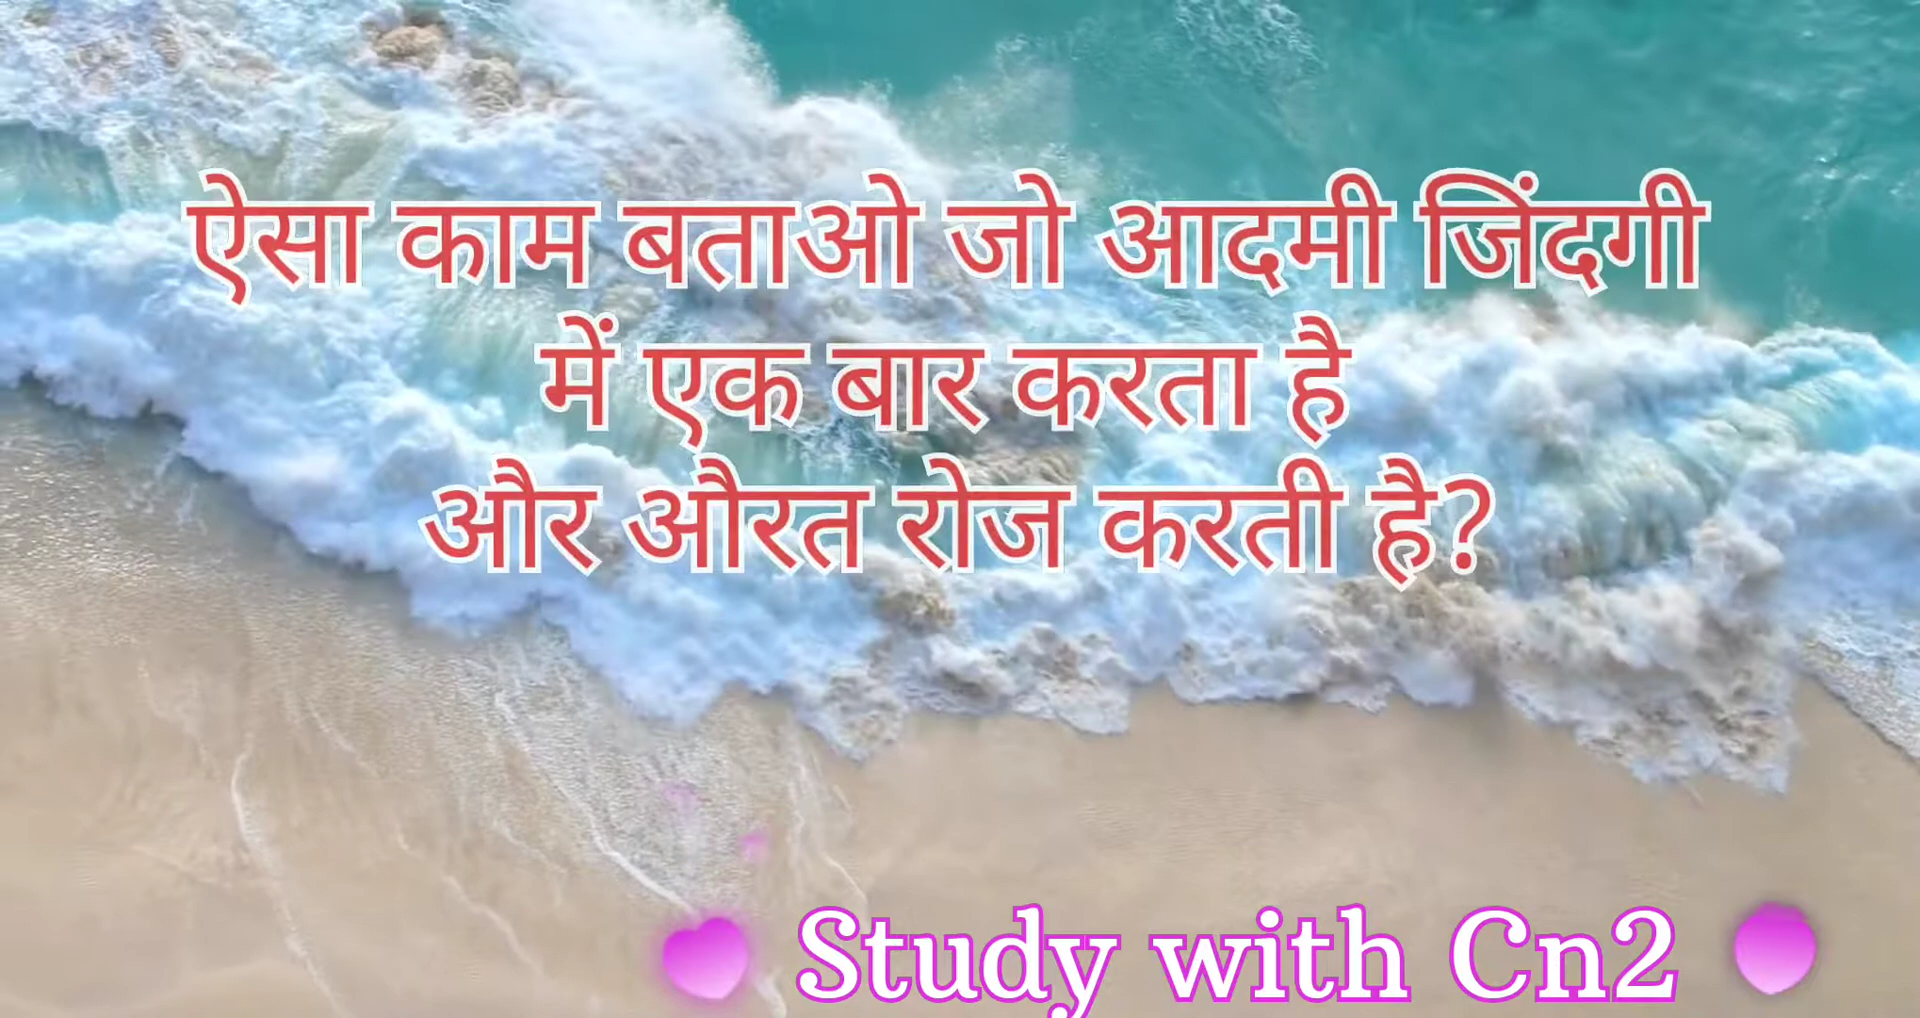 ऐसा काम बताओ जो आदमी जिंदगी
में एक बार करता है
और औरत रोज करती है?
Study with Cn2